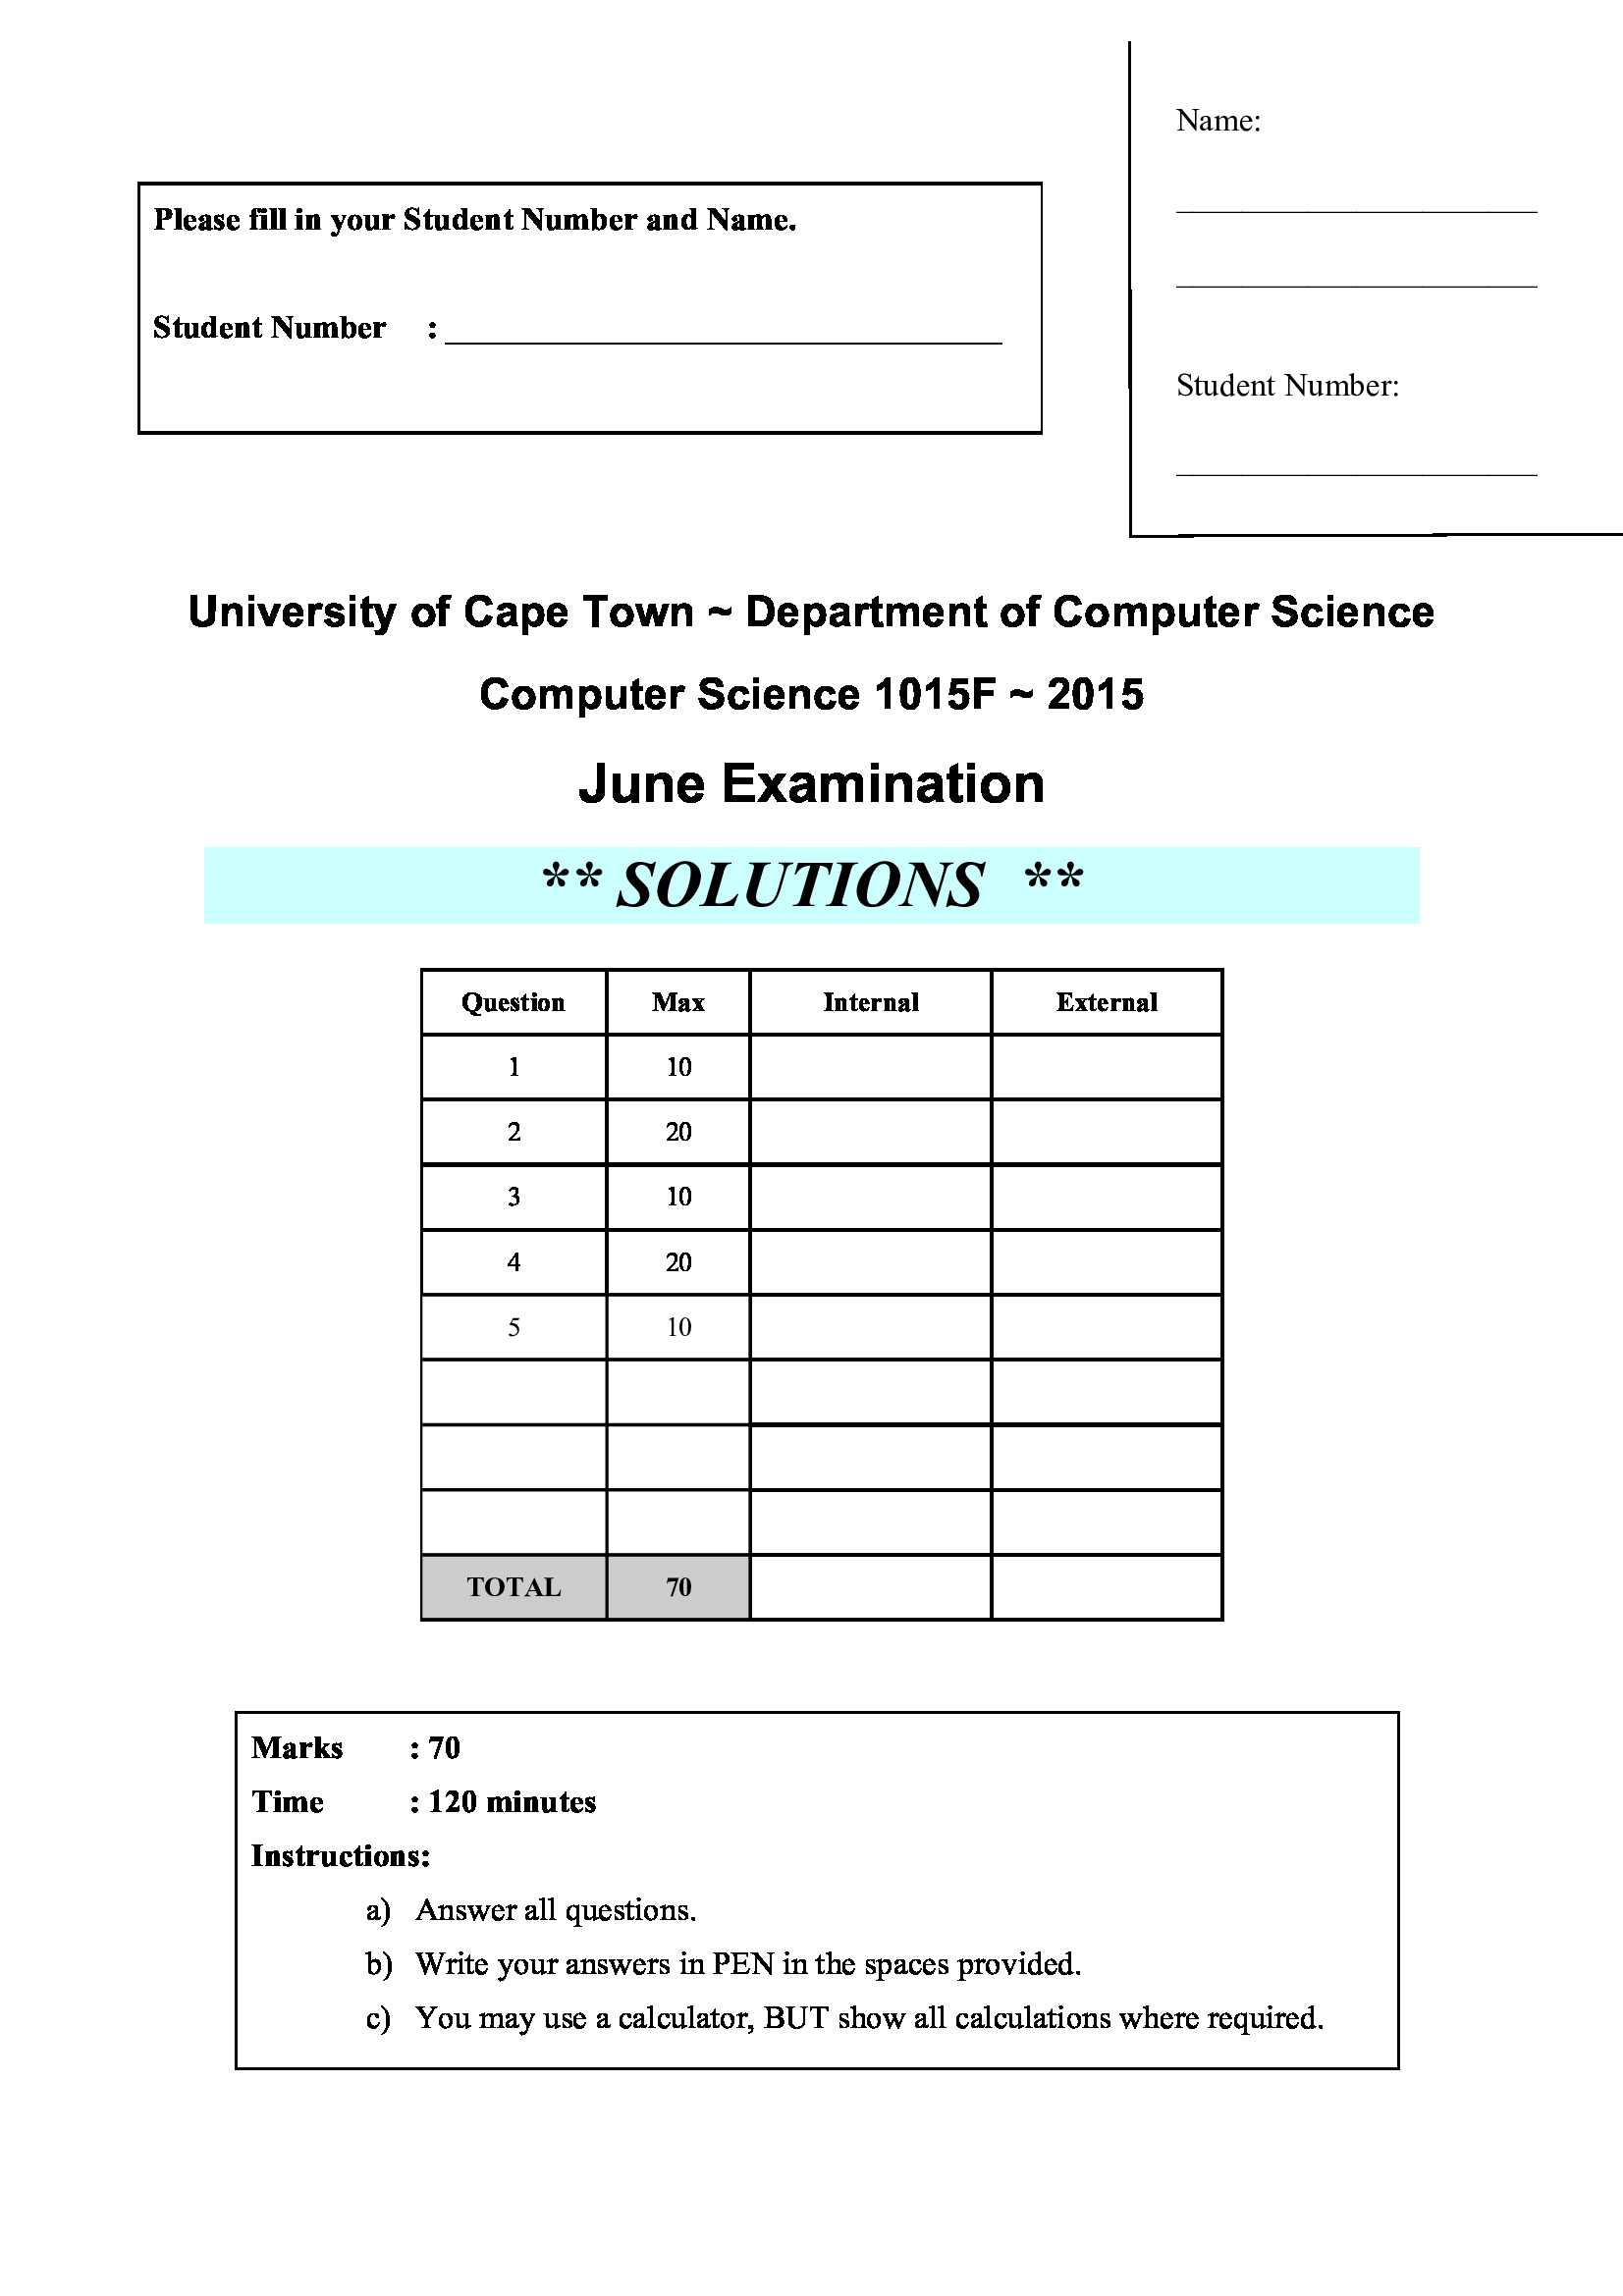 Name:
Please fill in your Student Number and Name.
Student Number :
Student Number:
University of Cape Town ~ Department of Computer Science
Computer Science 1015F ~ 2015
June Examination
** SOLUTIONS **
Question Max Internal External
1 10
2 20
3 10
4 20
5 10
TOTAL 70
Marks : 70
Time : 120 minutes
Instructions:
a) Answer all questions.
b) Write your answers in PEN in the spaces provided.
c) You may use a calculator, BUT show all calculations where required.